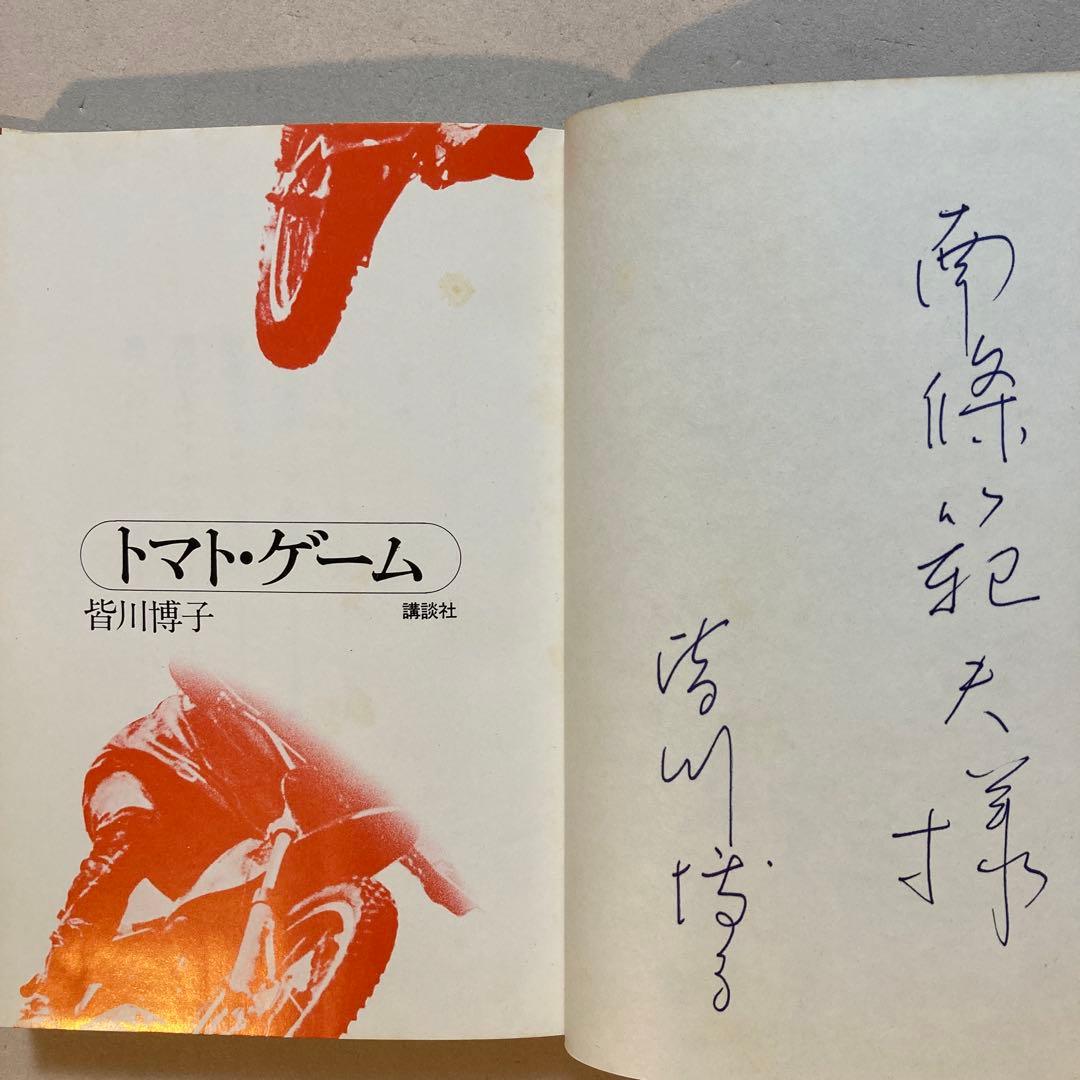 トマト・ゲーム
皆川博子
講談社
南條範夫様
皆川博子